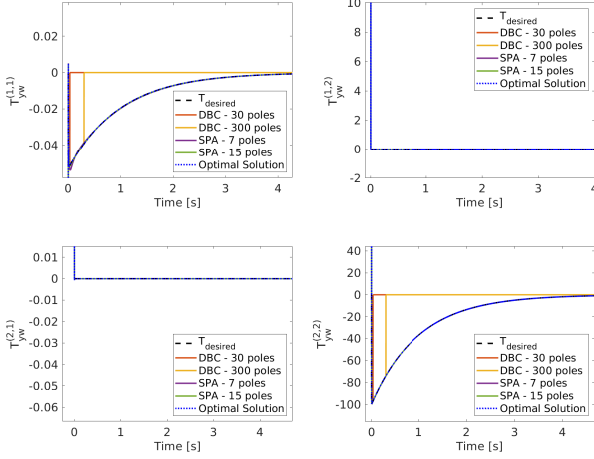 0.02
0
-0.02
-0.04
T_yw^(1,1)
T_desired
DBC - 30 poles
DBC - 300 poles
SPA - 7 poles
SPA - 15 poles
Optimal Solution
0 1 2 3 4
Time [s]
10
8
6
4
2
0
-2
T_yw^(1,2)
T_desired
DBC - 30 poles
DBC - 300 poles
SPA - 7 poles
SPA - 15 poles
Optimal Solution
0 1 2 3 4
Time [s]
0.01
0.01
0
-0.01
-0.03
-0.04
-0.05
-0.06
T_yw^(2,1)
T_desired
DBC - 30 poles
DBC - 300 poles
SPA - 7 poles
SPA - 15 poles
Optimal Solution
0 1 2 3 4
Time [s]
40
20
0
-20
-40
-60
-80
-100
T_yw^(2,2)
T_desired
DBC - 30 poles
DBC - 300 poles
SPA - 7 poles
SPA - 15 poles
Optimal Solution
0 1 2 3 4
Time [s]